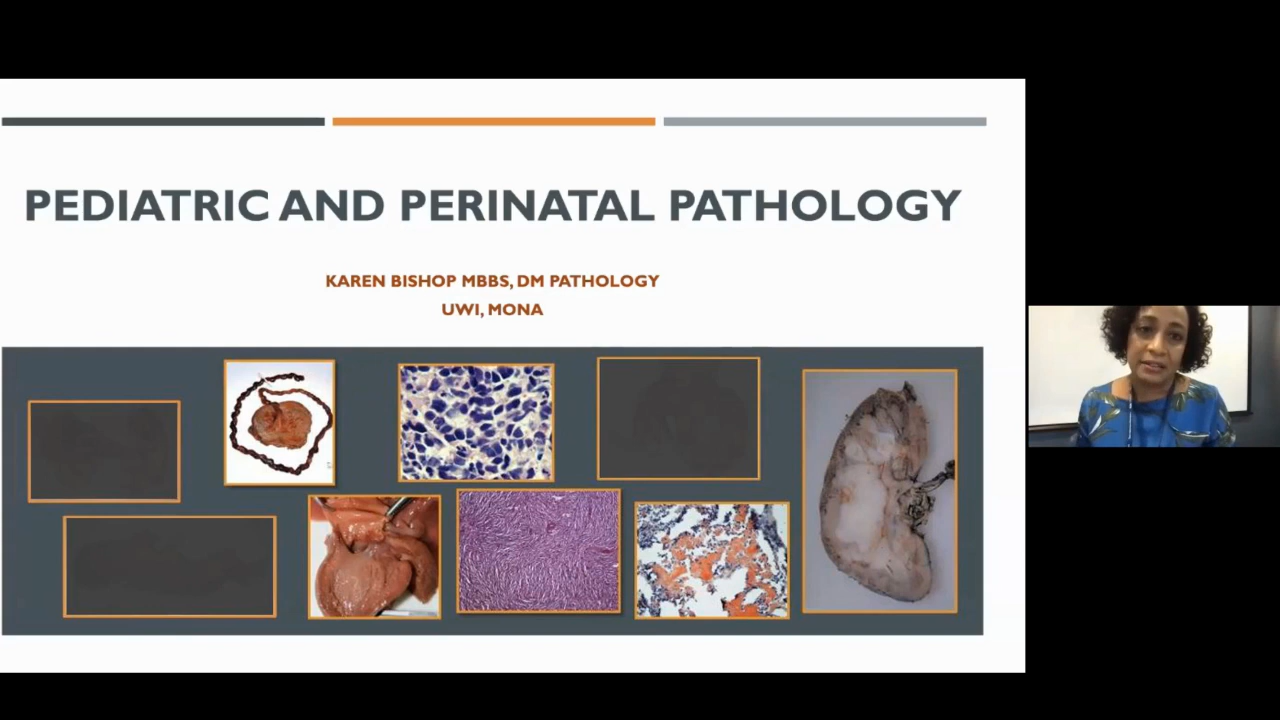 PEDIATRIC AND PERINATAL PATHOLOGY
KAREN BISHOP MBBS, DM PATHOLOGY
UWI, MONA